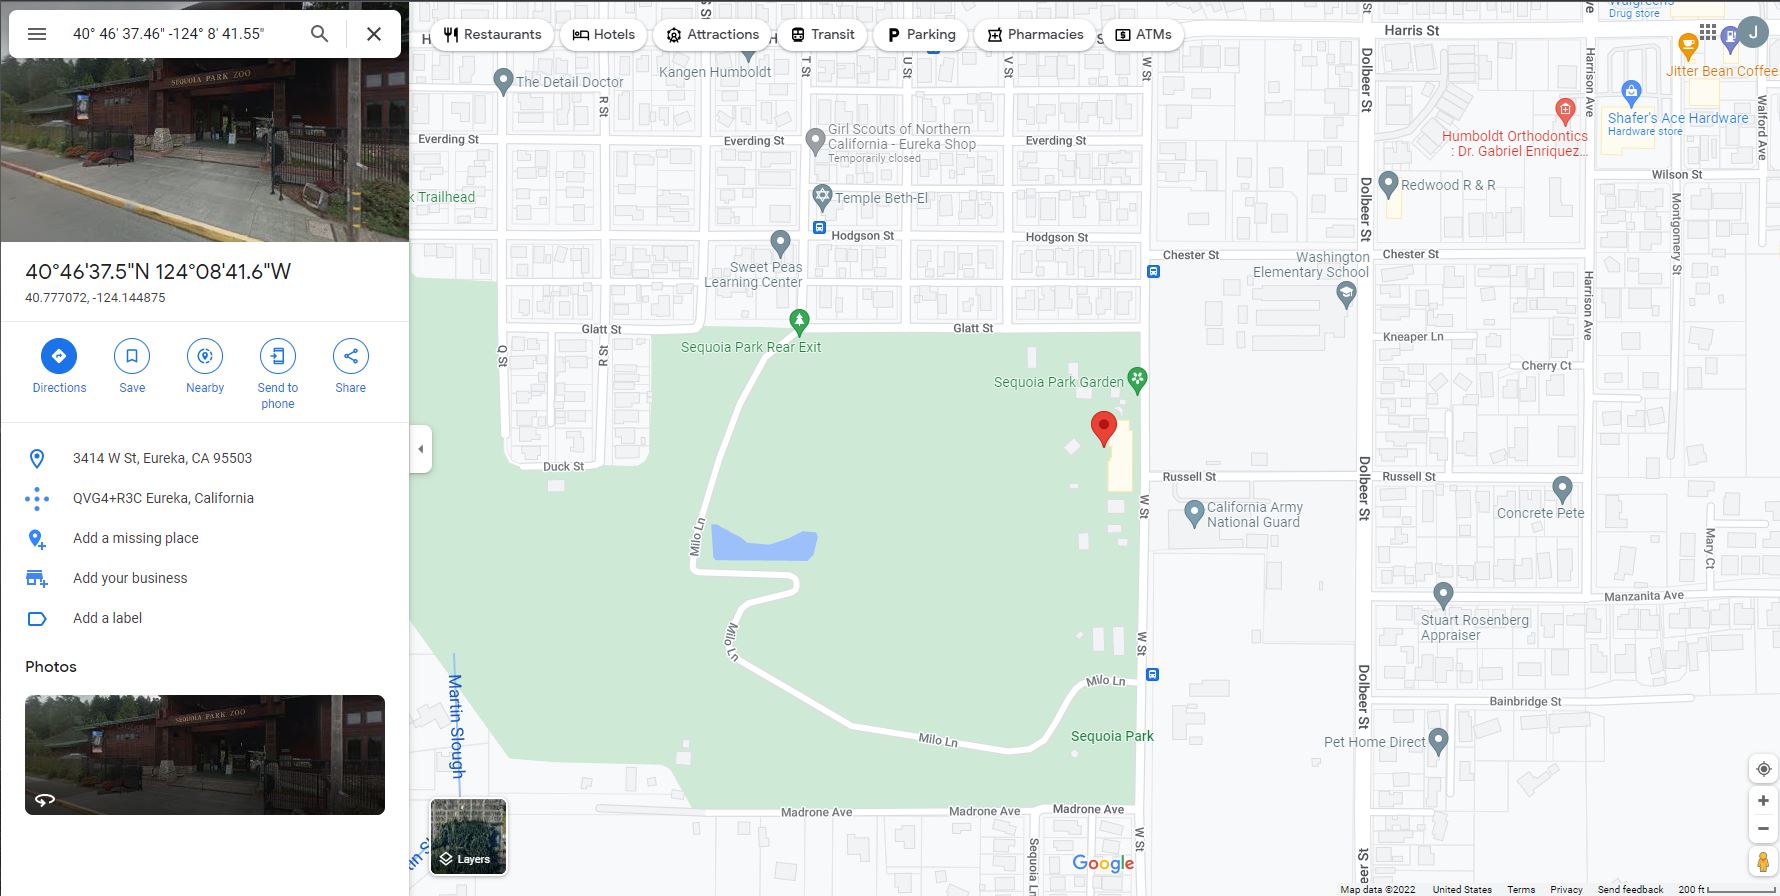 40° 46' 37.46" -124° 8' 41.55"
SEQUOIA PARK ZOO
40°46'37.5"N 124°08'41.6"W
40.777072, -124.144875
Directions
Save
Nearby
Send to
phone
Share
3414 W St, Eureka, CA 95503
QVG4+R3C Eureka, California
Add a missing place
Add your business
Add a label
Photos
SEQUOIA PARK ZOO
Restaurants
Hotels
Attractions
Transit
Parking
Pharmacies
ATMs
J
Harris St
Walgreens
Drug store
Jitter Bean Coffee
The Detail Doctor
Kangen Humboldt
T St
U St
V St
W St
Dolbeer St
Harrison Ave
Walford Ave
R St
Shafer's Ace Hardware
Hardware store
Everding St
Everding St
Everding St
Girl Scouts of Northern
California - Eureka Shop
Temporarily closed
Humboldt Orthodontics
: Dr. Gabriel Enriquez...
Wilson St
k Trailhead
Temple Beth-El
Redwood R & R
Dolbeer St
Montgomery St
Hodgson St
Hodgson St
Chester St
Chester St
Sweet Peas
Learning Center
Washington
Elementary School
Harrison Ave
Glatt St
Glatt St
Kneaper Ln
Q St
R St
Sequoia Park Rear Exit
Cherry Ct
Sequoia Park Garden
Duck St
Russell St
Russell St
Dolbeer St
W St
California Army
National Guard
Concrete Pete
Milo Ln
Mary Ct
Manzanita Ave
Stuart Rosenberg
Appraiser
Milo Ln
W St
Milo Ln
Dolbeer St
Bainbridge St
Martin Slough
Milo Ln
Sequoia Park
Pet Home Direct
Madrone Ave
Madrone Ave
Madrone Ave
W St
Sequoia Ln
Layers
Google
Map data ©2022
United States
Terms
Privacy
Send feedback
200 ft